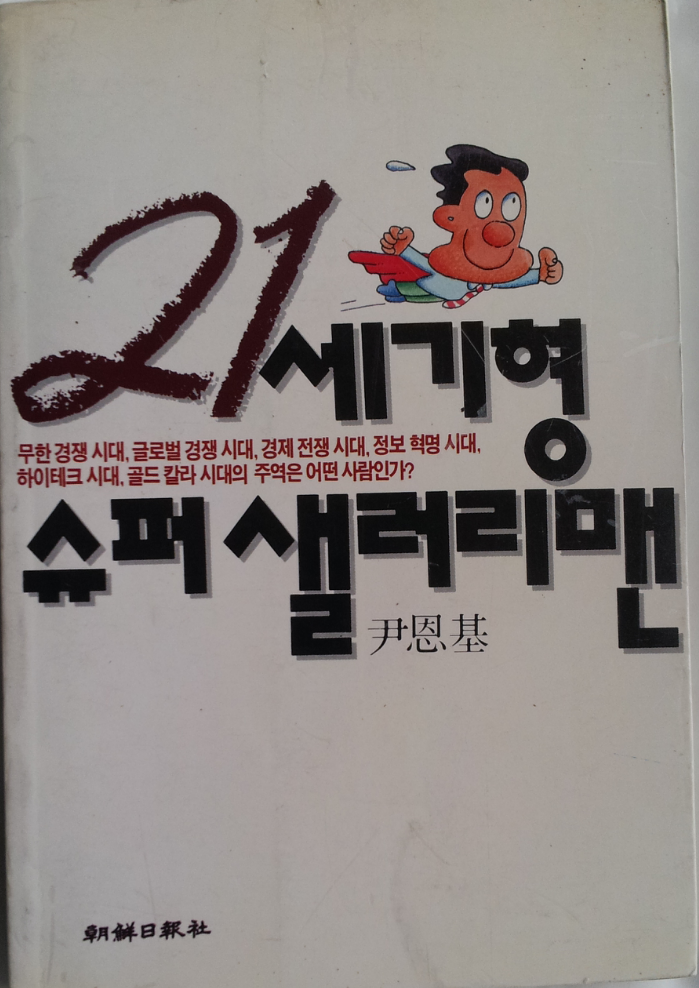 21세기형
무한 경쟁 시대, 글로벌 경쟁 시대, 경제 전쟁 시대, 정보 혁명 시대,
하이테크 시대, 골드 칼라 시대의 주역은 어떤 사람인가?
슈퍼 샐러리맨
尹恩基
朝鮮日報社